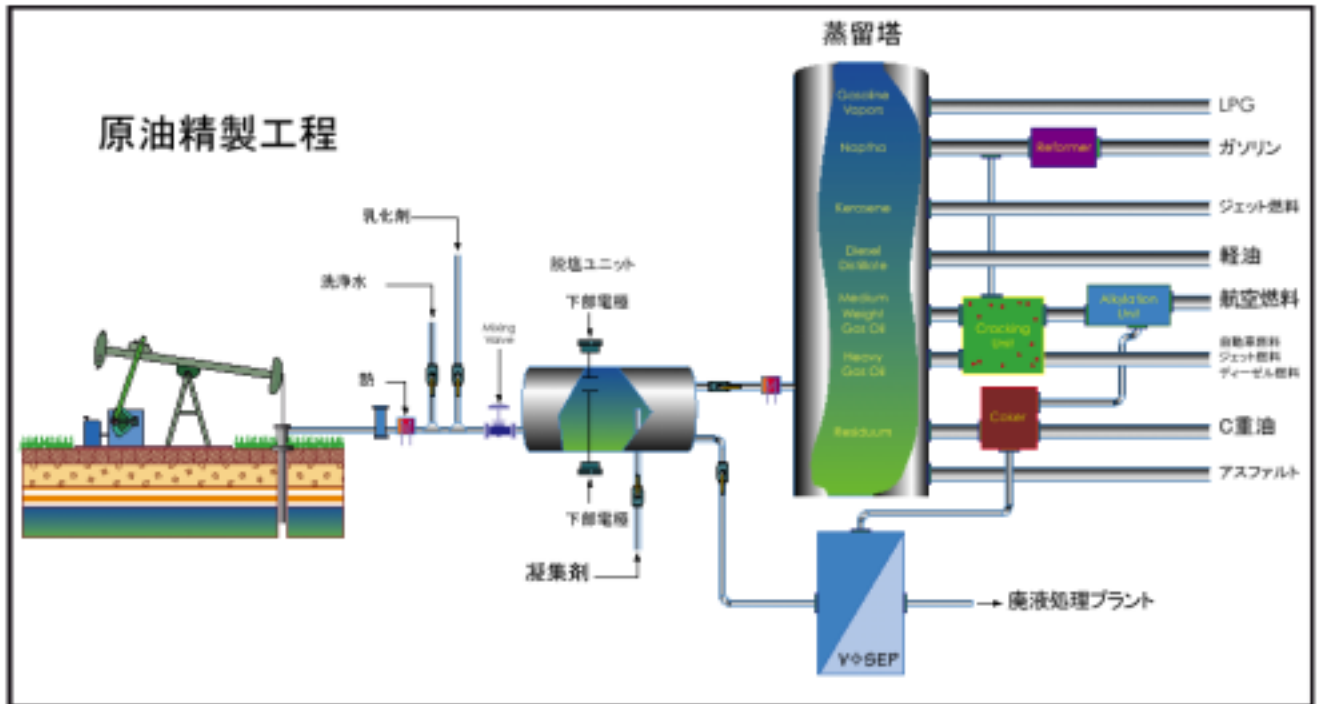 蒸留塔
原油精製工程
Gasoline
Vapors
LPG
Naptha
Reformer
ガソリン
Kerosene
ジェット燃料
乳化剤
Diesel
Distillate
軽油
脱塩ユニット
洗浄水
下部電極
Mixing
Valve
Medium
Weight
Gas Oil
Cracking
Unit
Alkylation
Unit
航空燃料
自動車燃料
ジェット燃料
ディーゼル燃料
Heavy
Gas Oil
熱
Coker
Residuum
C重油
アスファルト
下部電極
凝集剤
廃液処理プラント
V◇SEP